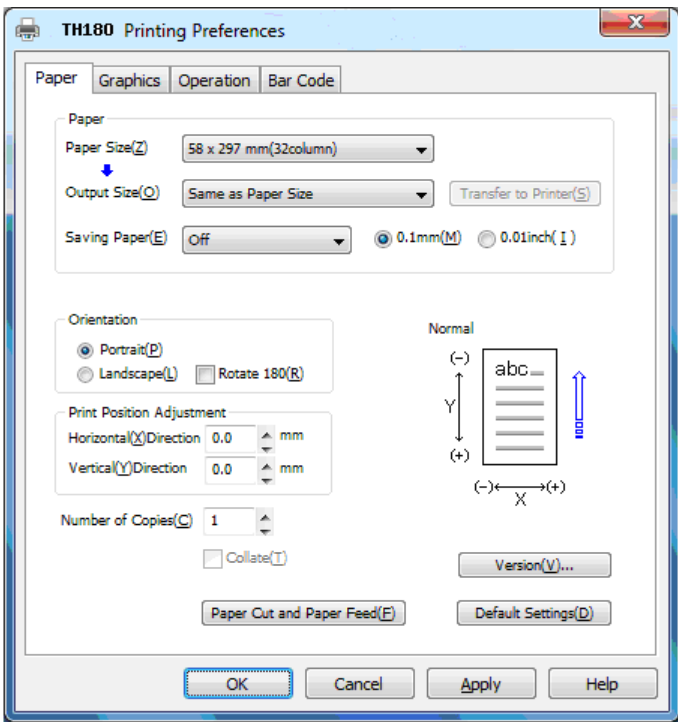 TH180 Printing Preferences
Paper Graphics Operation Bar Code
Paper
Paper Size(Z) 58 x 297 mm(32column)
Output Size(O) Same as Paper Size Transfer to Printer(S)
Saving Paper(E) Off 0.1mm(M) 0.01inch( I )
Orientation
Portrait(P)
Landscape(L) Rotate 180(R)
Normal
(-)
abc
Y
(+)
(-) (+)
X
Print Position Adjustment
Horizontal(X)Direction 0.0 mm
Vertical(Y)Direction 0.0 mm
Number of Copies(C) 1
Collate(T)
Version(V)...
Paper Cut and Paper Feed(F) Default Settings(D)
OK Cancel Apply Help